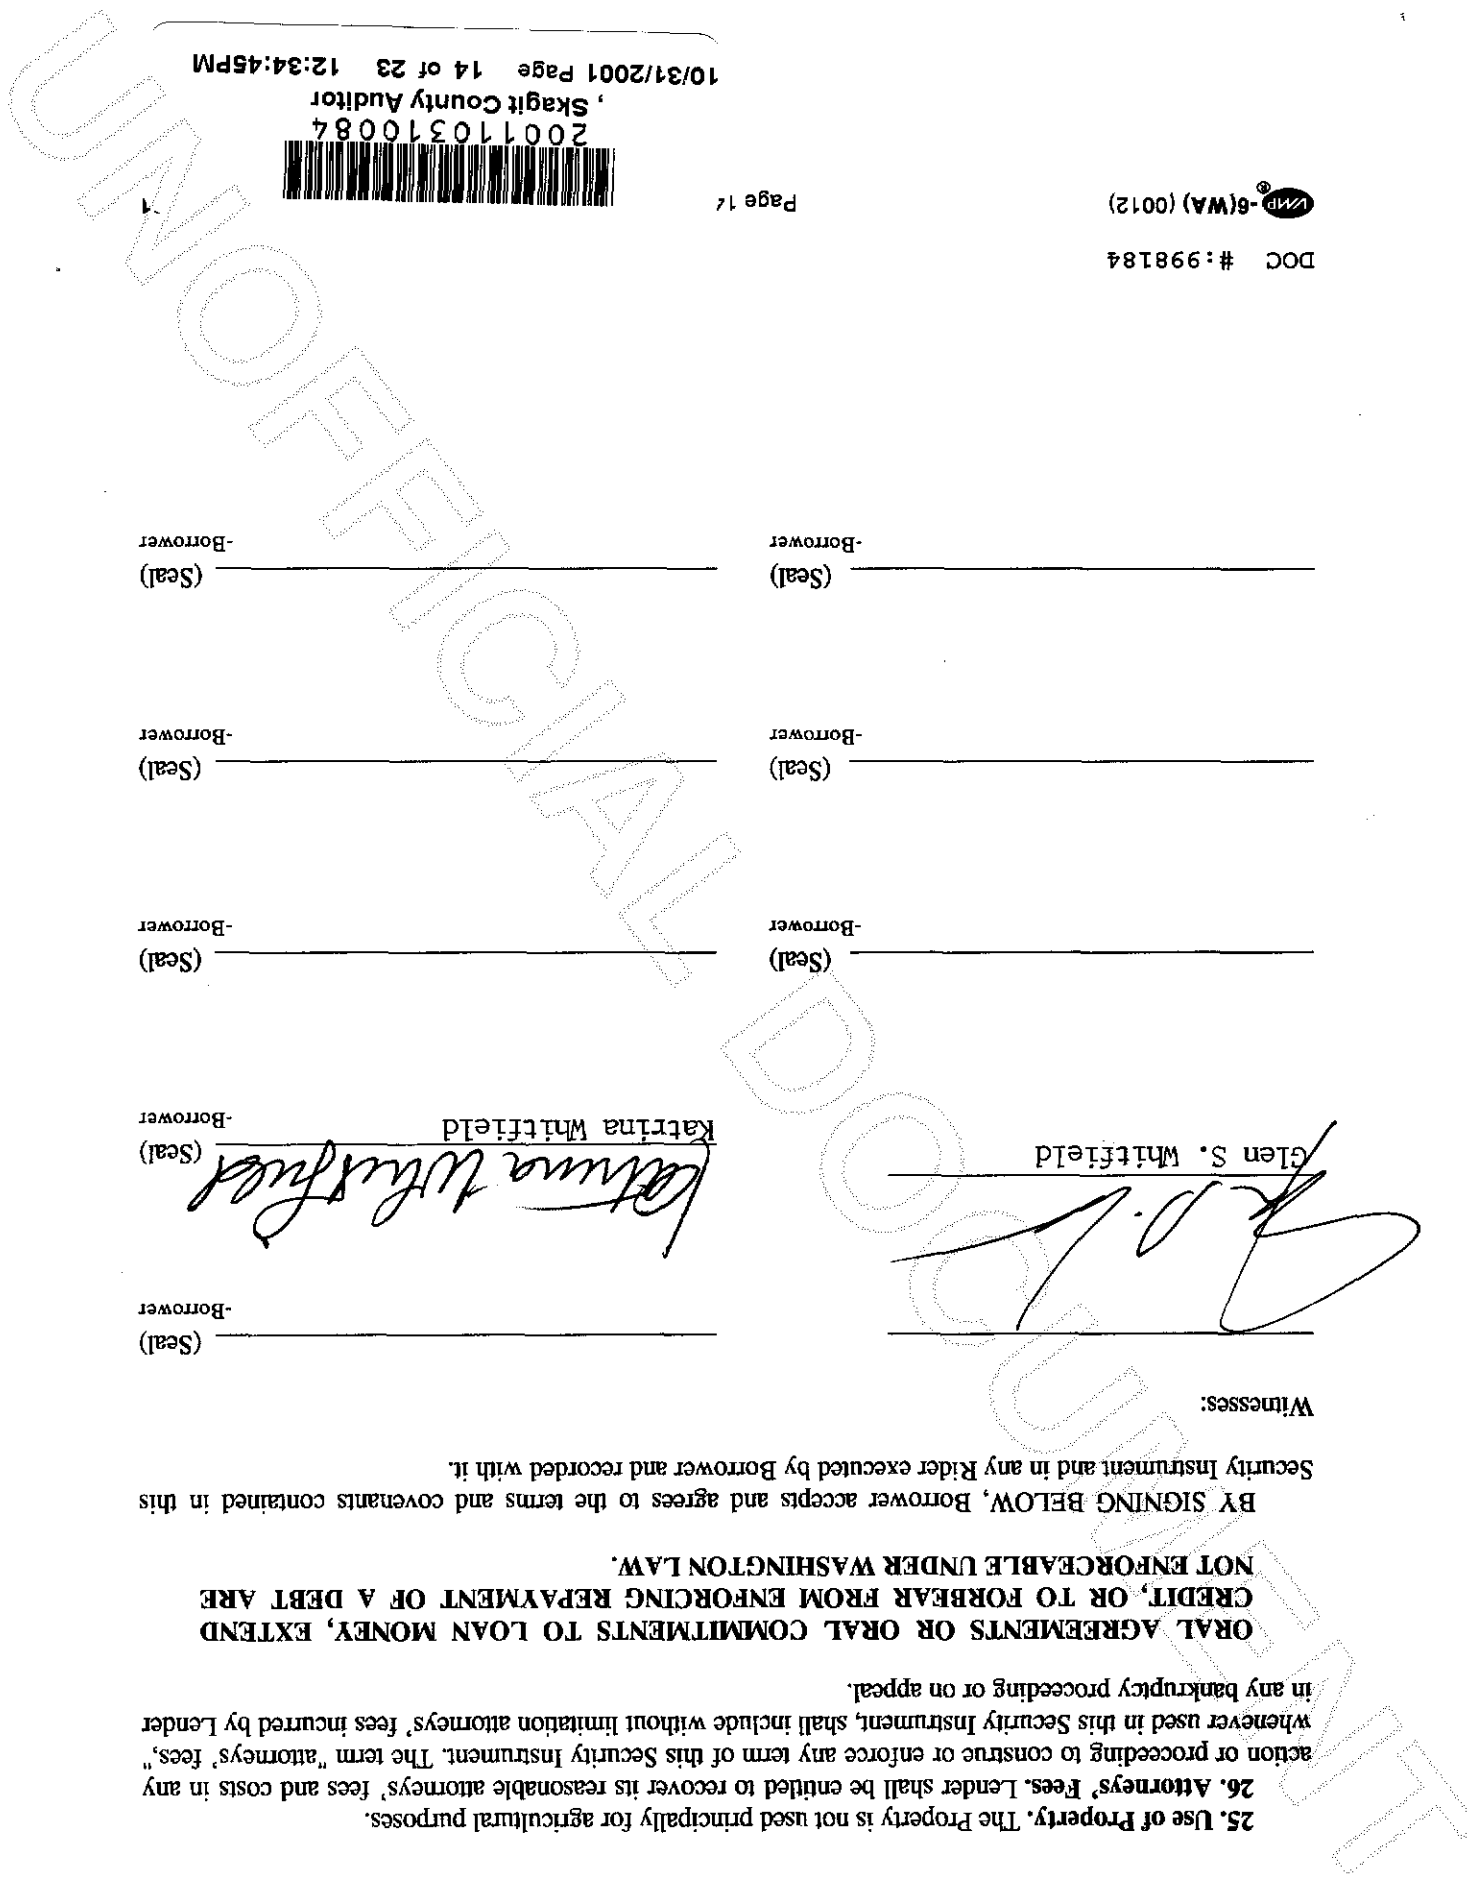 25. Use of Property. The Property is not used principally for agricultural purposes.
26. Attorneys' Fees. Lender shall be entitled to recover its reasonable attorneys' fees and costs in any
action or proceeding to construe or enforce any term of this Security Instrument. The term "attorneys' fees,"
whenever used in this Security Instrument, shall include without limitation attorneys' fees incurred by Lender
in any bankruptcy proceeding or on appeal.
ORAL AGREEMENTS OR ORAL COMMITMENTS TO LOAN MONEY, EXTEND
CREDIT, OR TO FORBEAR FROM ENFORCING REPAYMENT OF A DEBT ARE
NOT ENFORCEABLE UNDER WASHINGTON LAW.
BY SIGNING BELOW, Borrower accepts and agrees to the terms and covenants contained in this
Security Instrument and in any Rider executed by Borrower and recorded with it.
Witnesses:
(Seal)
-Borrower
Glen S. Whitfield
Katrina Whitfield (Seal)
Katrina Whitfield -Borrower
(Seal) (Seal)
-Borrower -Borrower
(Seal) (Seal)
-Borrower -Borrower
(Seal) (Seal)
-Borrower -Borrower
DOC #:998184
VMP®-6(WA) (0012) Page 1
200110310084
, Skagit County Auditor
10/31/2001 Page 14 of 23 12:34:45PM
UNOFFICIAL DOCUMENT